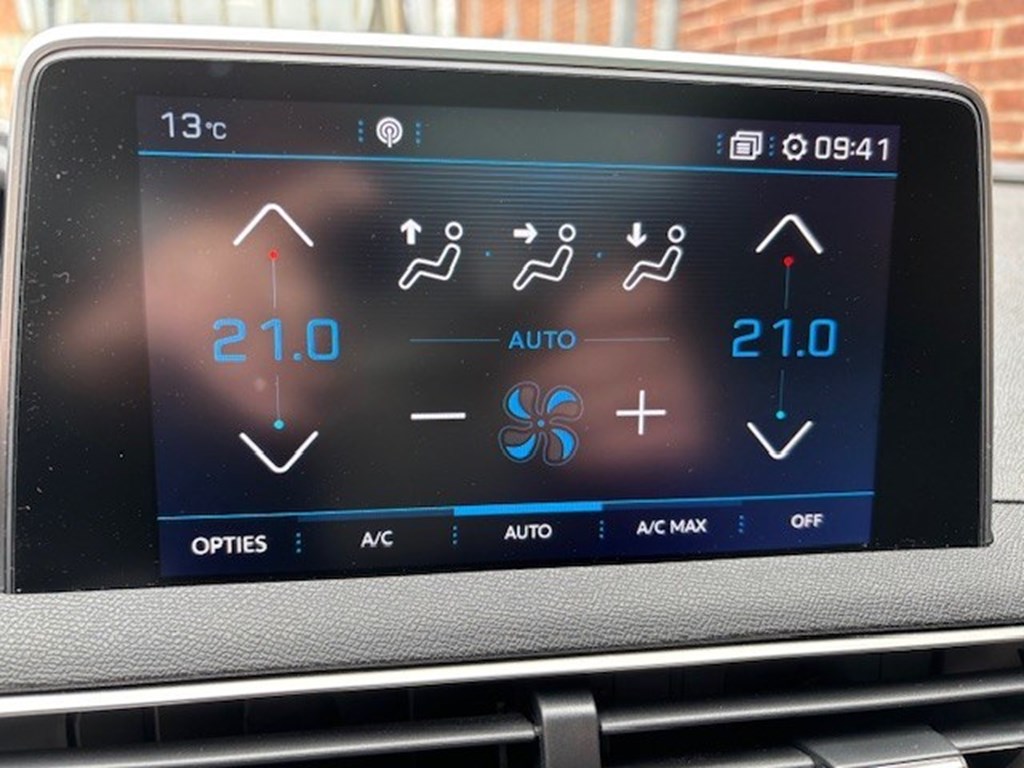 13°C 09:41
21.0 AUTO 21.0
OPTIES A/C AUTO A/C MAX OFF